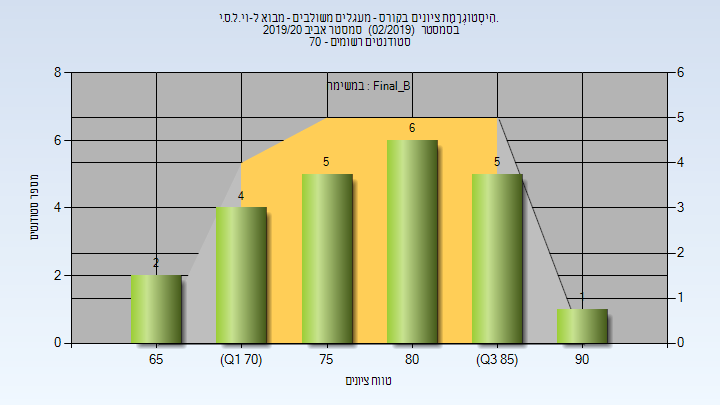 .היסטוגרמת ציונים בקורס - מעגלים משולבים - מבוא ל-וי.ל.ס.י
בסמסטר (02/2019) סמסטר אביב 2019/20
סטודנטים רשומים - 70
במשימה : Final_B
8
6
4
2
0
6
5
4
3
2
1
0
2
4
5
6
5
1
מספר סטודנטים
65
(Q1 70)
75
80
(Q3 85)
90
טווח ציונים